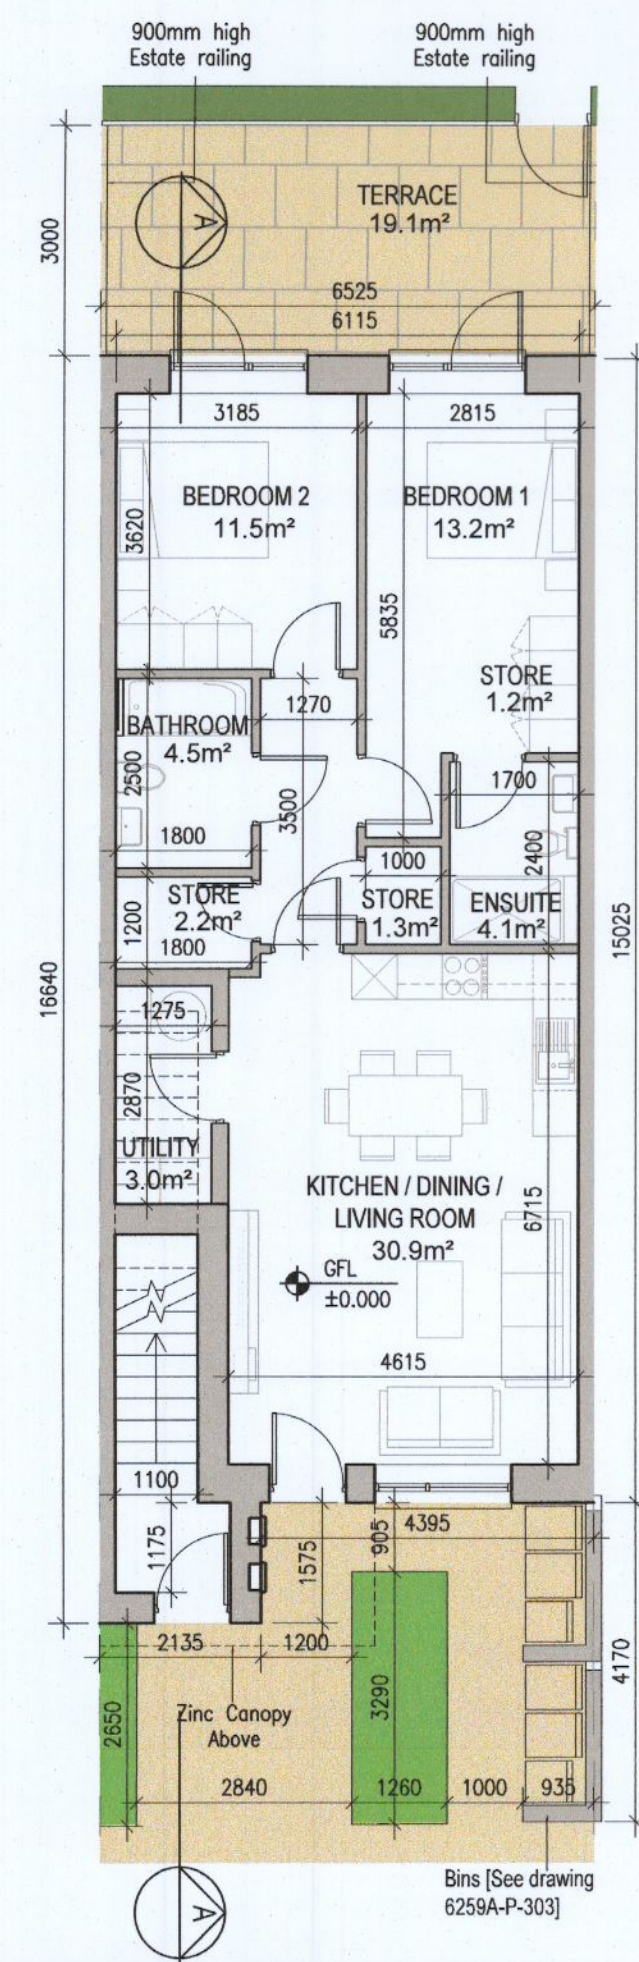 900mm high
Estate railing
900mm high
Estate railing
3000
A
TERRACE
19.1m²
6525
6115
3185
2815
BEDROOM 2
11.5m²
BEDROOM 1
13.2m²
3620
5835
STORE
1.2m²
1270
BATHROOM
4.5m²
2500
1800
3500
1700
2400
1000
STORE
2.2m²
1200
1800
STORE
1.3m²
ENSUITE
4.1m²
15025
16640
1275
2870
UTILITY
3.0m²
KITCHEN / DINING /
LIVING ROOM
30.9m²
6715
GFL
±0.000
4615
1100
1175
1575
905
4395
2135
1200
4170
2650
Zinc Canopy
Above
3290
2840
1260
1000
935
Bins [See drawing
6259A-P-303]
A